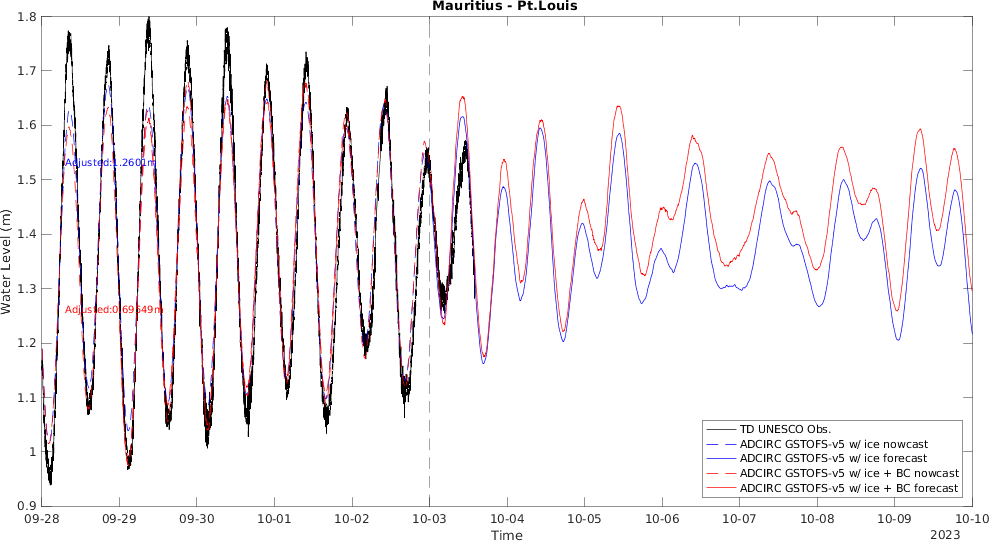 Mauritius - Pt.Louis
1.8
1.7
1.6
1.5
1.4
1.3
1.2
1.1
1
0.9
Water Level (m)
Adjusted:1.2601m
Adjusted:0.69649m
TD UNESCO Obs.
ADCIRC GSTOFS-v5 w/ ice nowcast
ADCIRC GSTOFS-v5 w/ ice forecast
ADCIRC GSTOFS-v5 w/ ice + BC nowcast
ADCIRC GSTOFS-v5 w/ ice + BC forecast
09-28 09-29 09-30 10-01 10-02 10-03 10-04 10-05 10-06 10-07 10-08 10-09 10-10
Time
2023